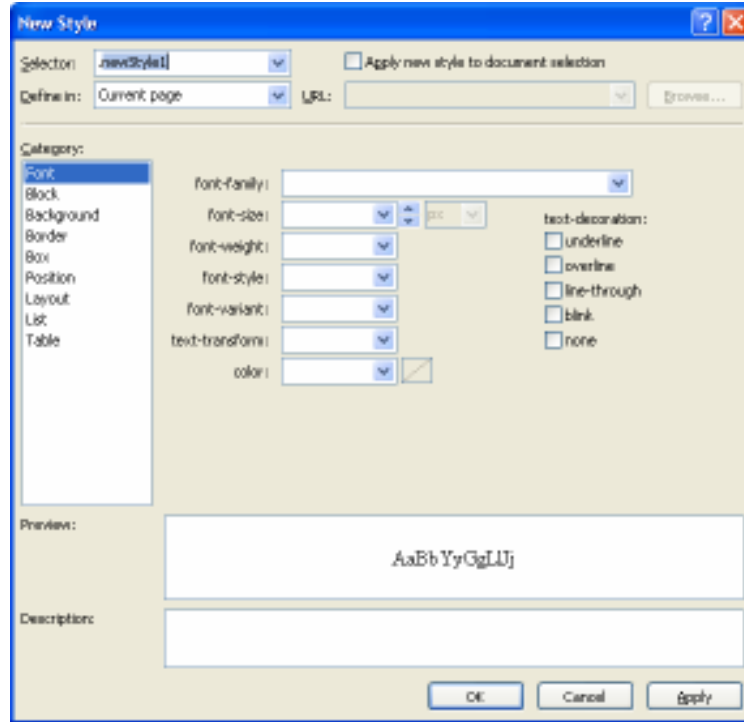 New Style
Selector: .newStyle1 Apply new style to document selection
Define in: Current page URL: Browse...
Category:
Font
Block
Background
Border
Box
Position
Layout
List
Table
font-family:
font-size: px
font-weight:
font-style:
font-variant:
text-transform:
color:
text-decoration:
underline
overline
line-through
blink
none
Preview:
AaBbYyGgLlJj
Description:
OK Cancel Apply